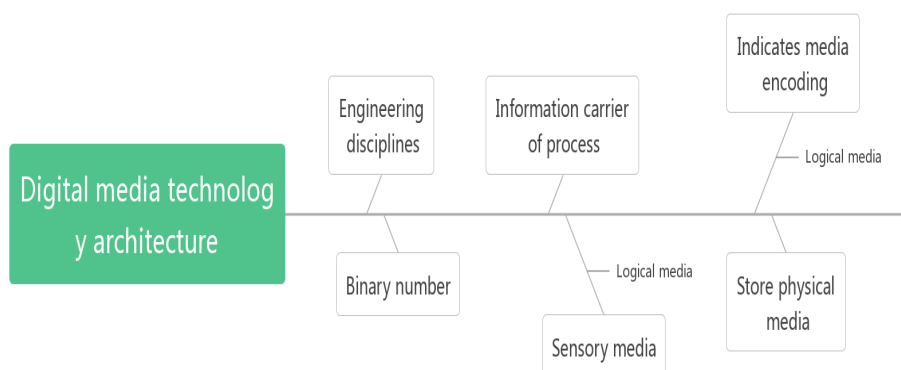 Digital media technolog
y architecture
Engineering
disciplines
Binary number
Information carrier
of process
Logical media
Sensory media
Indicates media
encoding
Logical media
Store physical
media